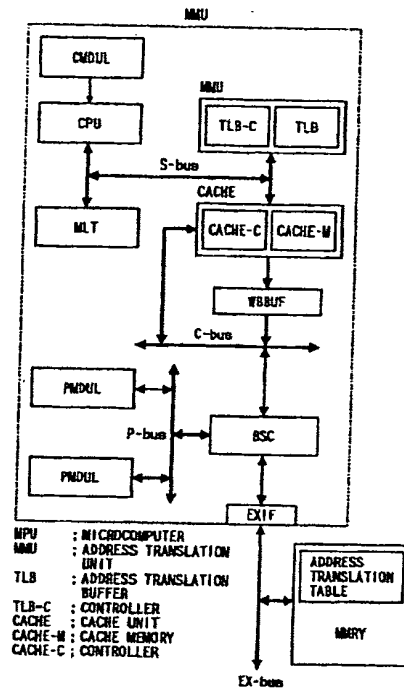 MMU
CMDUL
CPU
MMU
TLB-C
TLB
S-bus
CACHE
MLT
CACHE-C
CACHE-M
WBBUF
C-bus
PMDUL
P-bus
BSC
PMDUL
EXIF
MPU ; MICROCOMPUTER
MMU ; ADDRESS TRANSLATION
UNIT
TLB ; ADDRESS TRANSLATION
BUFFER
TLB-C ; CONTROLLER
CACHE ; CACHE UNIT
CACHE-M ; CACHE MEMORY
CACHE-C ; CONTROLLER
ADDRESS
TRANSLATION
TABLE
MMRY
EX-bus